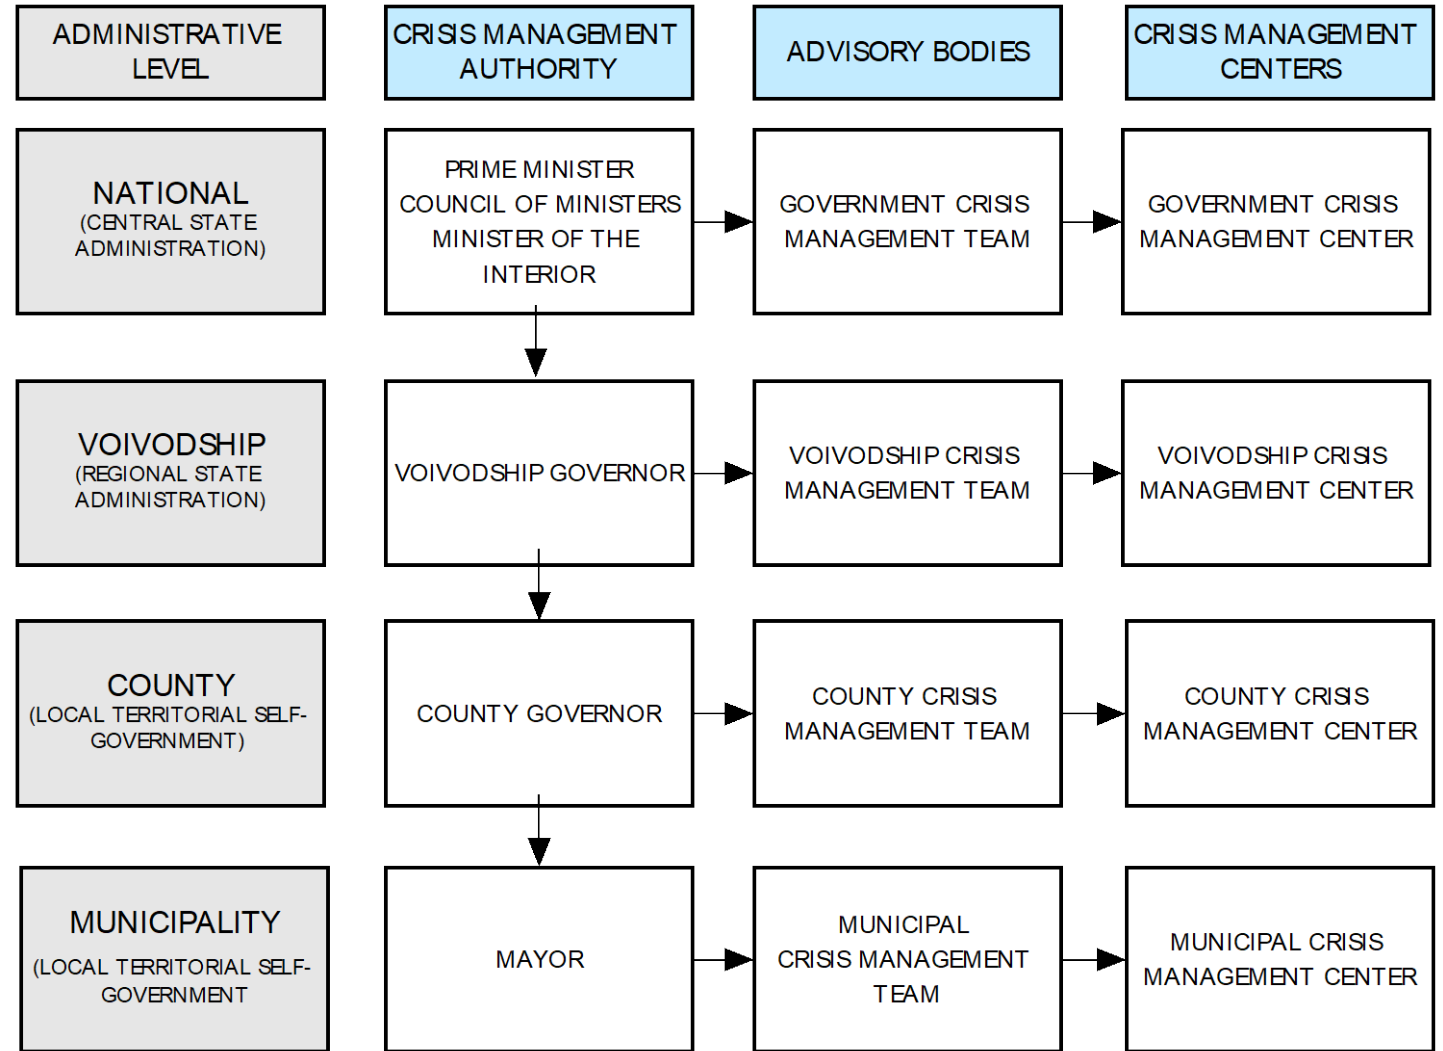 ADMINISTRATIVE
LEVEL
CRISIS MANAGEMENT
AUTHORITY
ADVISORY BODIES
CRISIS MANAGEMENT
CENTERS
NATIONAL
(CENTRAL STATE
ADMINISTRATION)
PRIME MINISTER
COUNCIL OF MINISTERS
MINISTER OF THE
INTERIOR
GOVERNMENT CRISIS
MANAGEMENT TEAM
GOVERNMENT CRISIS
MANAGEMENT CENTER
VOIVODSHIP
(REGIONAL STATE
ADMINISTRATION)
VOIVODSHIP GOVERNOR
VOIVODSHIP CRISIS
MANAGEMENT TEAM
VOIVODSHIP CRISIS
MANAGEMENT CENTER
COUNTY
(LOCAL TERRITORIAL SELF-
GOVERNMENT)
COUNTY GOVERNOR
COUNTY CRISIS
MANAGEMENT TEAM
COUNTY CRISIS
MANAGEMENT CENTER
MUNICIPALITY
(LOCAL TERRITORIAL SELF-
GOVERNMENT
MAYOR
MUNICIPAL
CRISIS MANAGEMENT
TEAM
MUNICIPAL CRISIS
MANAGEMENT CENTER